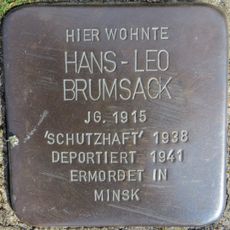 HIER WOHNTE
HANS-LEO
BRUMSACK
JG. 1915
'SCHUTZHAFT' 1938
DEPORTIERT 1941
ERMORDET IN
MINSK